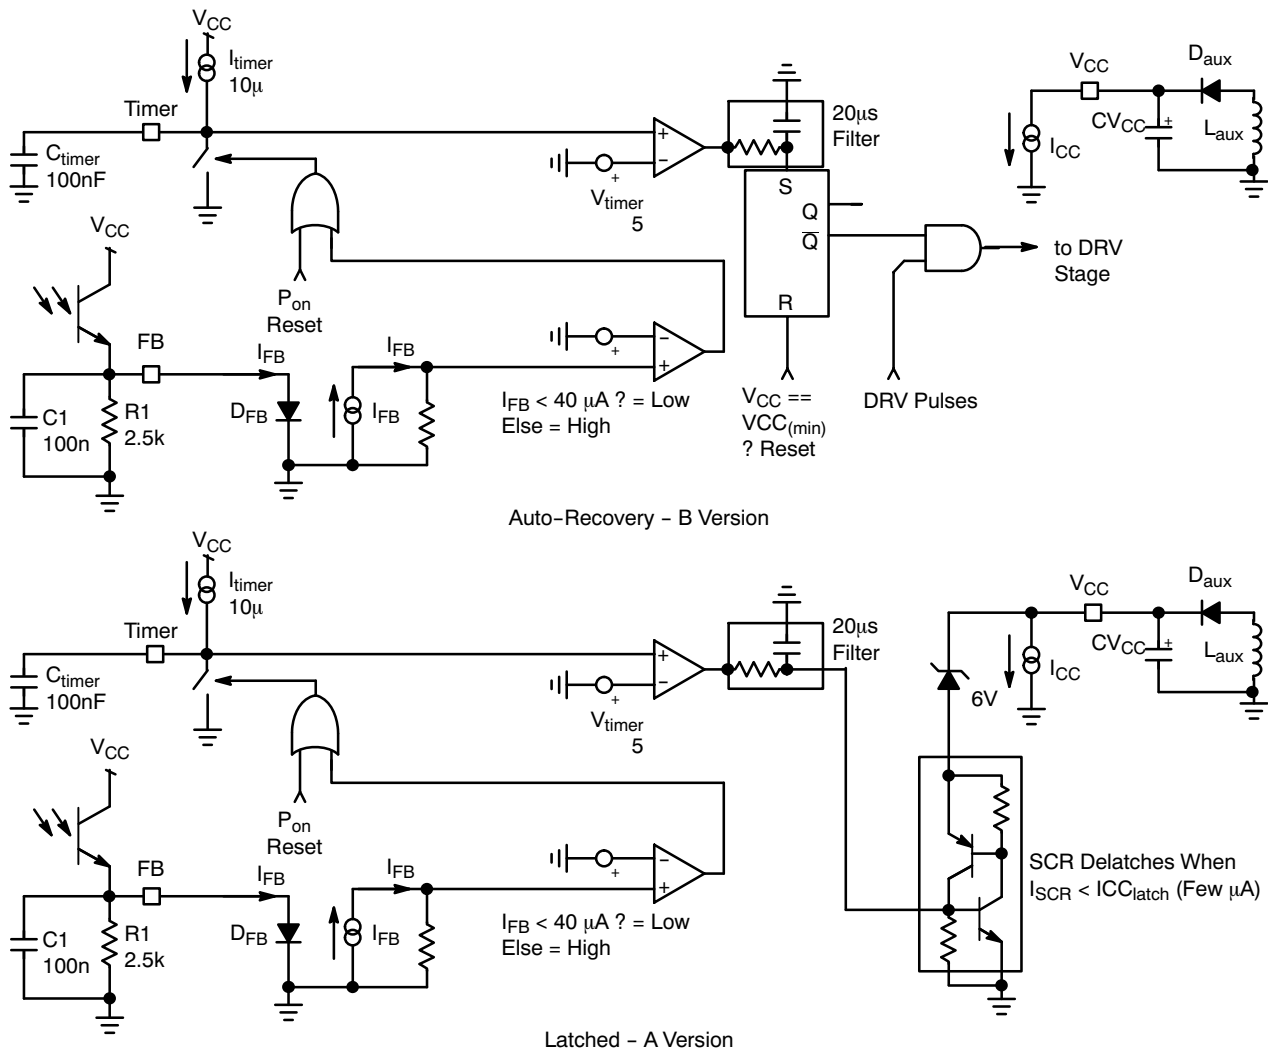 VCC
Itimer
10μ
Timer
Ctimer
100nF
VCC
Pon
Reset
FB
IFB
C1
100n
R1
2.5k
DFB
IFB
IFB
+
−
Vtimer
5
+
20μs
Filter
S
Q
Q̅
R
−
+
+
IFB < 40 μA ? = Low
Else = High
VCC ==
VCC(min)
? Reset
DRV Pulses
to DRV
Stage
VCC
Daux
ICC
CVCC
+
Laux
Auto−Recovery − B Version
VCC
Itimer
10μ
Timer
Ctimer
100nF
VCC
Pon
Reset
FB
IFB
C1
100n
R1
2.5k
DFB
IFB
IFB
+
−
Vtimer
5
+
20μs
Filter
−
+
+
IFB < 40 μA ? = Low
Else = High
VCC
Daux
ICC
CVCC
+
Laux
6V
SCR Delatches When
ISCR < ICClatch (Few μA)
Latched − A Version